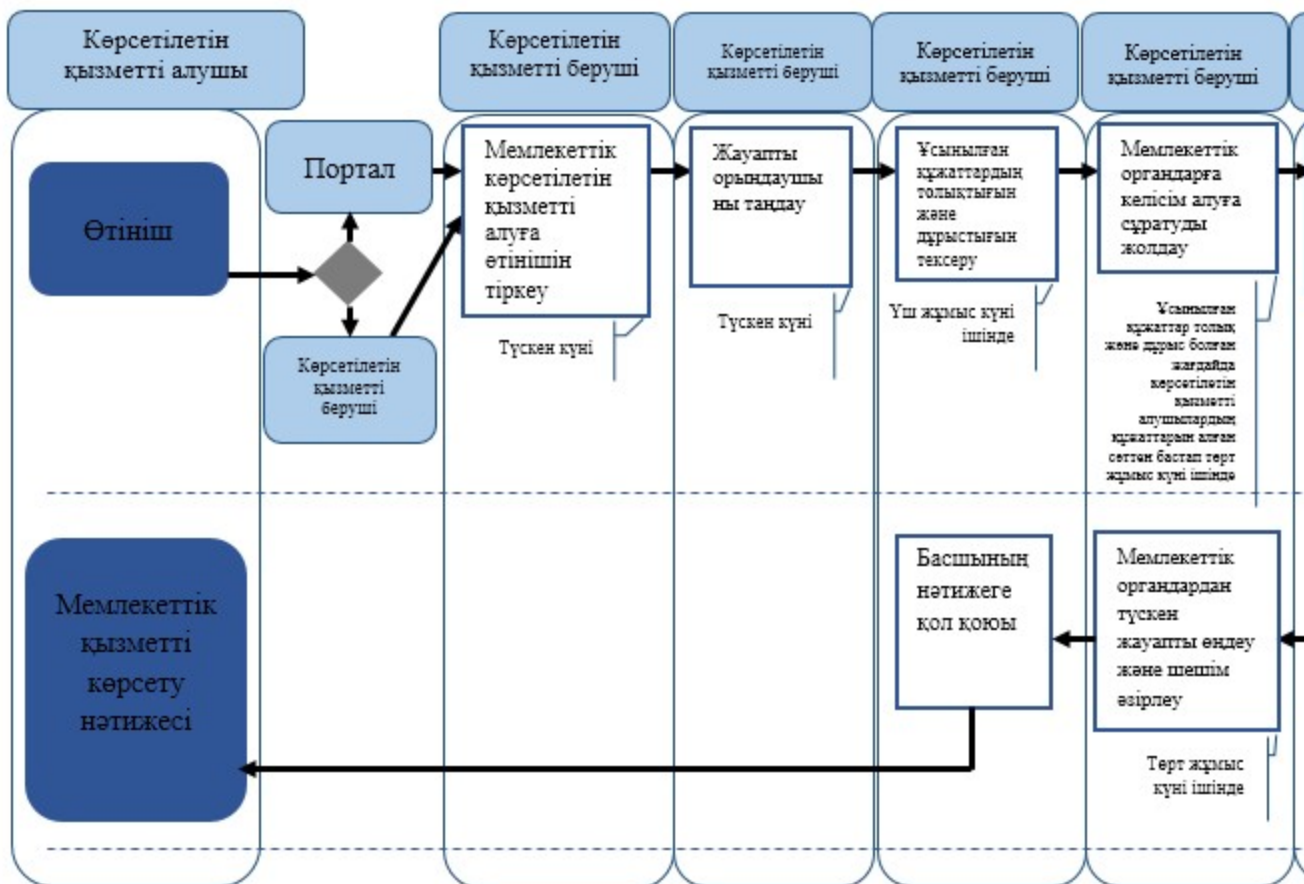 Көрсетілетін
қызметті алушы
Көрсетілетін
қызметті беруші
Көрсетілетін
қызметті беруші
Көрсетілетін
қызметті беруші
Көрсетілетін
қызметті беруші
Өтініш
Портал
Көрсетілетін
қызметті
беруші
Мемлекеттік
көрсетілетін
қызметті
алуға
өтінішін
тіркеу
Түскен күні
Жауапты
орындаушы
ны таңдау
Түскен күні
Ұсынылған
құжаттардың
толықтығын
және
дұрыстығын
тексеру
Үш жұмыс күні
ішінде
Мемлекеттік
органдарға
келісім алуға
сұратуды
жолдау
Ұсынылған
құжаттар толық
және дұрыс болған
жағдайда
көрсетілетін
қызметті
алушылардың
құжаттарын алған
сәттен бастап төрт
жұмыс күні ішінде
Мемлекеттік
қызметті
көрсету
нәтижесі
Басшының
нәтижеге
қол қоюы
Мемлекеттік
органдардан
түскен
жауапты өңдеу
және шешім
әзірлеу
Төрт жұмыс
күні ішінде